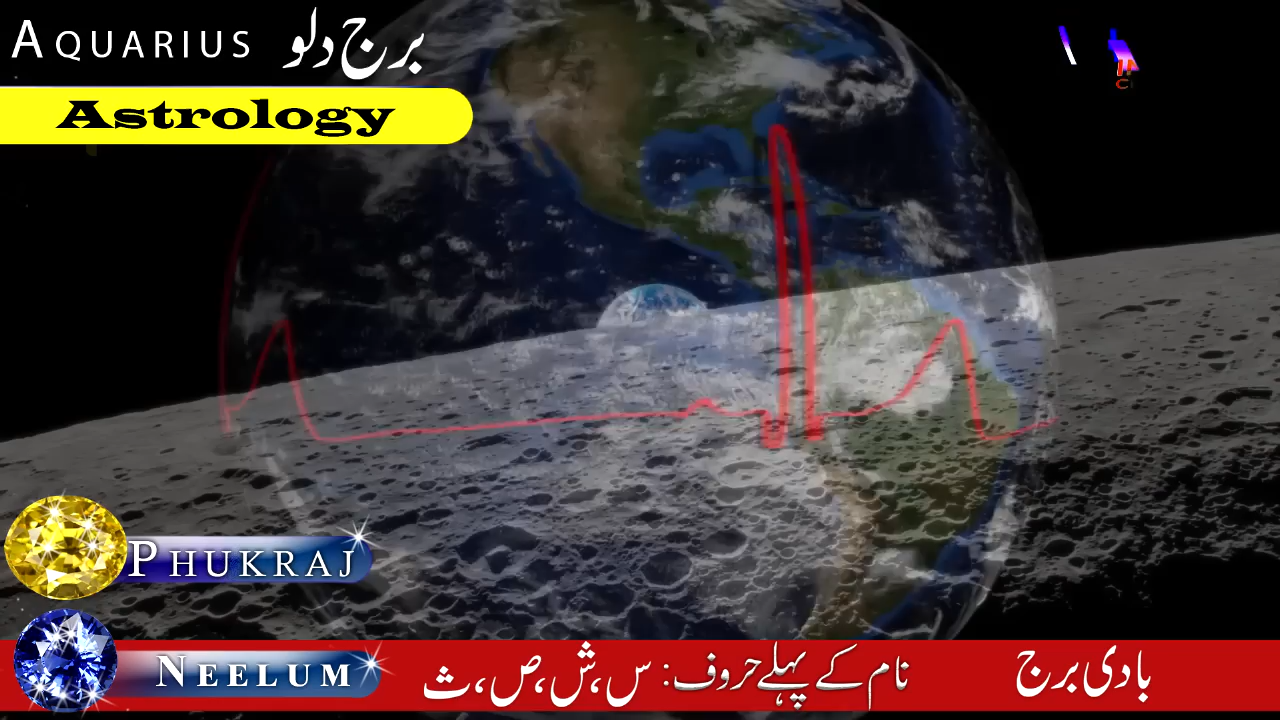 AQUARIUS برج دلو
Astrology
PHUKRAJ
NEELUM
نام کے پہلے حروف: س، ش، ص، ث
بادی برج